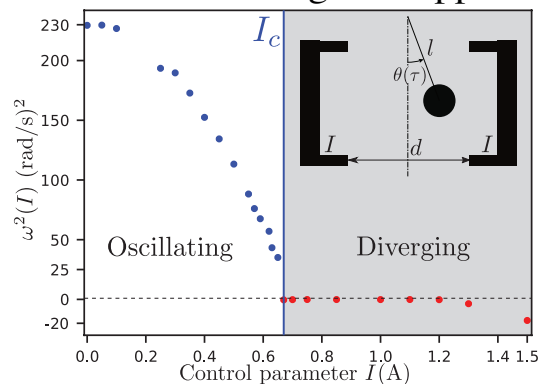 230
200
150
100
50
25
0
-20
ω²(I) (rad/s)²
I_c
l
θ(τ)
I
d
I
Oscillating
Diverging
0.0 0.2 0.4 0.6 0.8 1.0 1.2 1.4 1.5
Control parameter I(A)